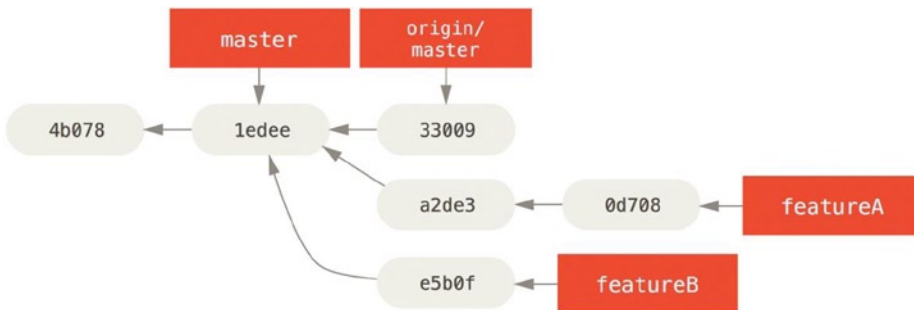 master
origin/
master
4b078
1edee
33009
a2de3
0d708
featureA
e5b0f
featureB